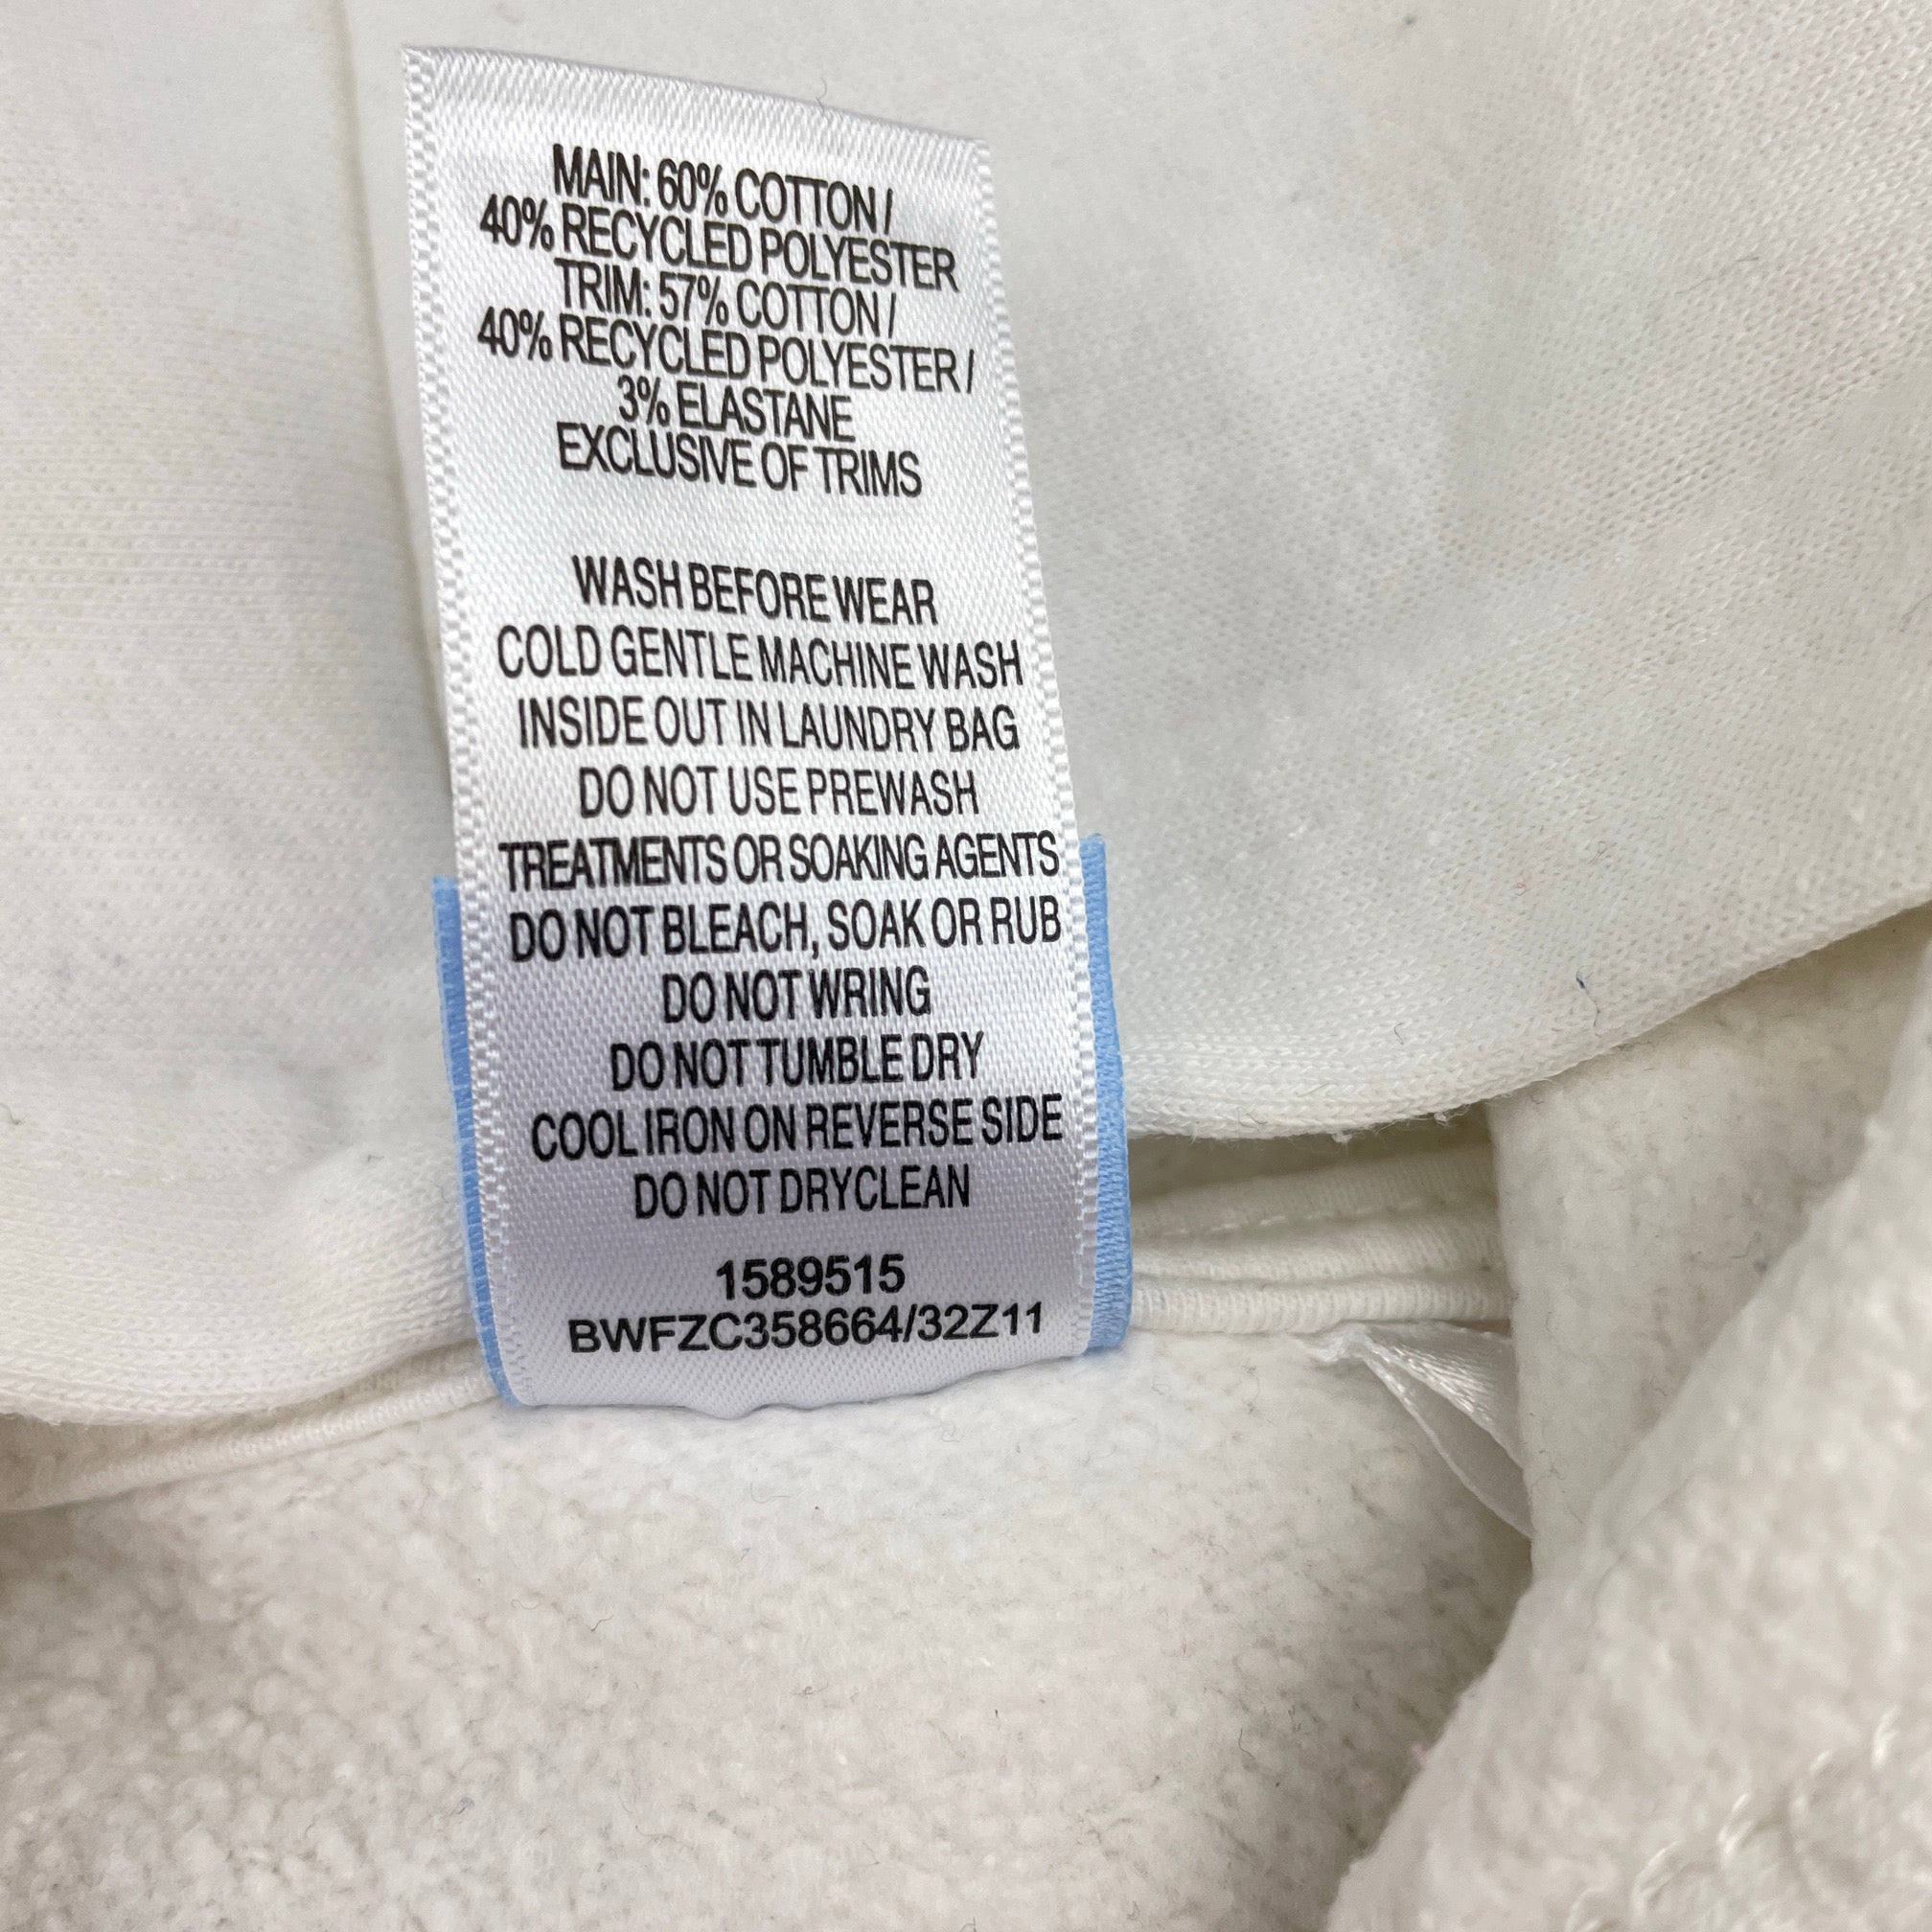 MAIN: 60% COTTON /
40% RECYCLED POLYESTER
TRIM: 57% COTTON /
40% RECYCLED POLYESTER /
3% ELASTANE
EXCLUSIVE OF TRIMS
WASH BEFORE WEAR
COLD GENTLE MACHINE WASH
INSIDE OUT IN LAUNDRY BAG
DO NOT USE PREWASH
TREATMENTS OR SOAKING AGENTS
DO NOT BLEACH, SOAK OR RUB
DO NOT WRING
DO NOT TUMBLE DRY
COOL IRON ON REVERSE SIDE
DO NOT DRYCLEAN
1589515
BWFZC358664/32Z11